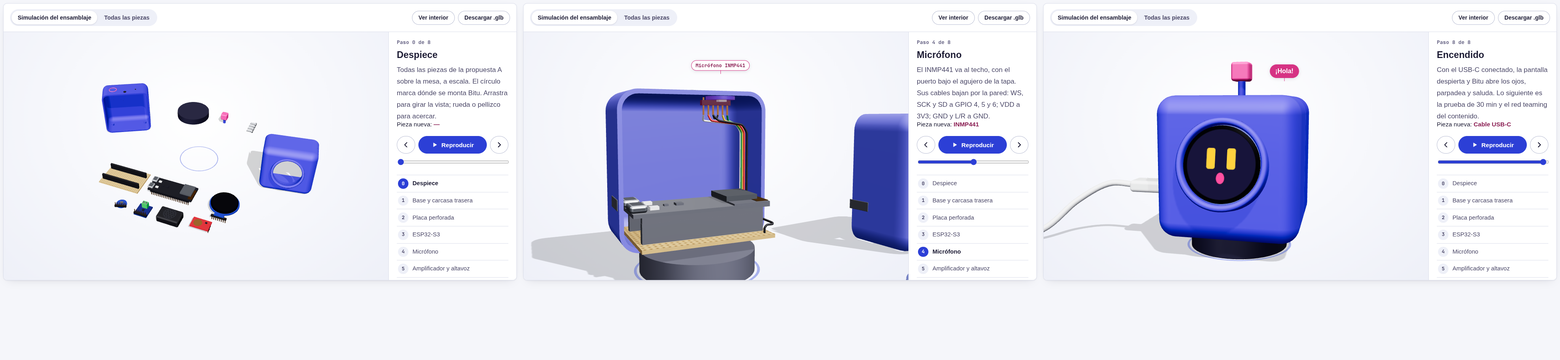 Simulación del ensamblaje
Todas las piezas
Ver interior
Descargar .glb
Paso 0 de 8
Despiece
Todas las piezas de la propuesta A
sobre la mesa, a escala. El círculo
marca dónde se monta Bitu. Arrastra
para girar la vista; rueda o pellizco
para acercar.
Pieza nueva: —
Reproducir
0 Despiece
1 Base y carcasa trasera
2 Placa perforada
3 ESP32-S3
4 Micrófono
5 Amplificador y altavoz
Simulación del ensamblaje
Todas las piezas
Ver interior
Descargar .glb
Micrófono INMP441
Paso 4 de 8
Micrófono
El INMP441 va al techo, con el
puerto bajo el agujero de la tapa.
Sus cables bajan por la pared: WS,
SCK y SD a GPIO 4, 5 y 6; VDD a
3V3; GND y L/R a GND.
Pieza nueva: INMP441
Reproducir
0 Despiece
1 Base y carcasa trasera
2 Placa perforada
3 ESP32-S3
4 Micrófono
5 Amplificador y altavoz
Simulación del ensamblaje
Todas las piezas
Ver interior
Descargar .glb
¡Hola!
Paso 8 de 8
Encendido
Con el USB-C conectado, la pantalla
despierta y Bitu abre los ojos,
parpadea y saluda. Lo siguiente es
la prueba de 30 min y el red teaming
del contenido.
Pieza nueva: Cable USB-C
Reproducir
0 Despiece
1 Base y carcasa trasera
2 Placa perforada
3 ESP32-S3
4 Micrófono
5 Amplificador y altavoz